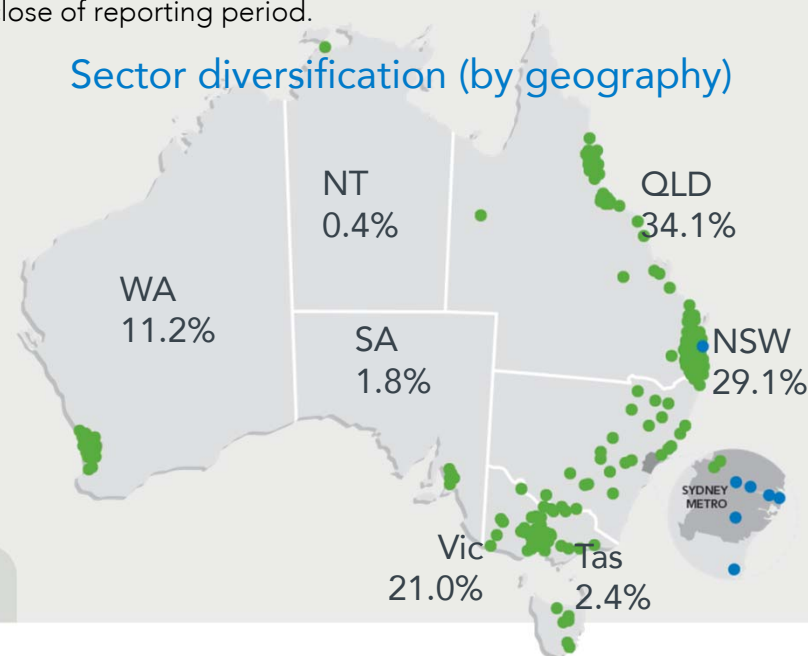 lose of reporting period.
Sector diversification (by geography)
NT
0.4%
QLD
34.1%
WA
11.2%
SA
1.8%
NSW
29.1%
SYDNEY
METRO
Vic
21.0%
Tas
2.4%